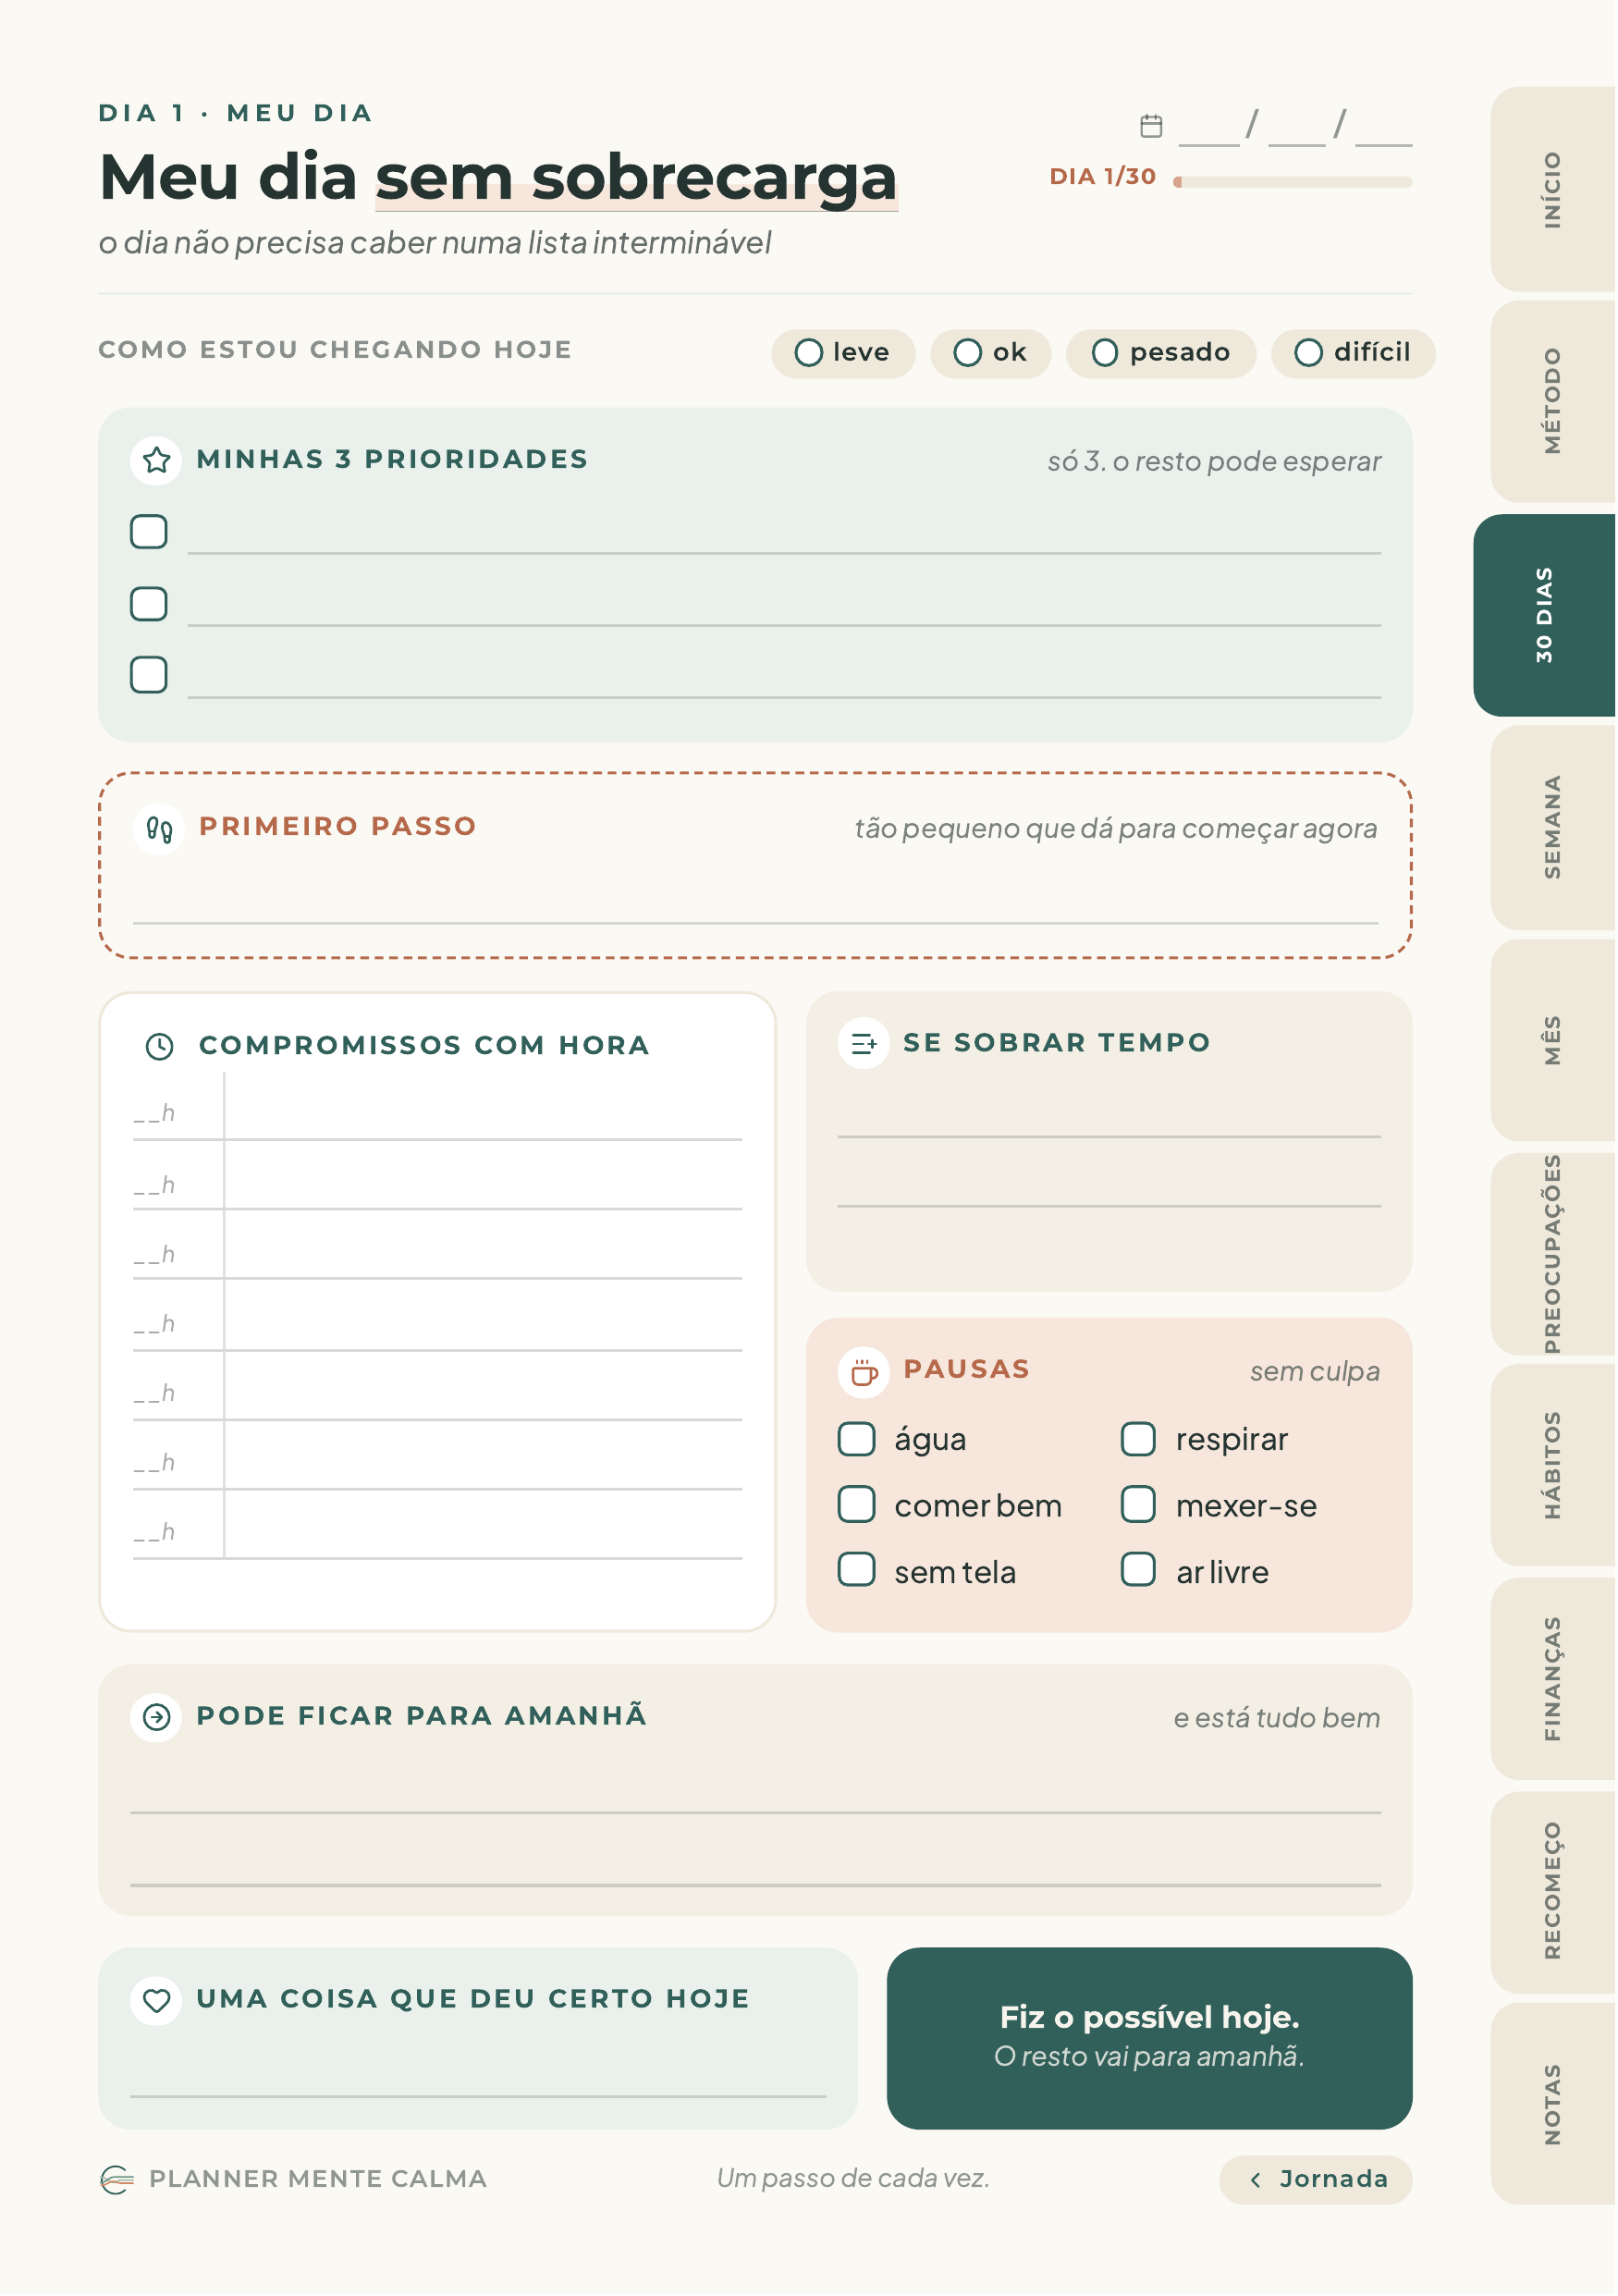 DIA 1 · MEU DIA
Meu dia sem sobrecarga
o dia não precisa caber numa lista interminável
___/___/___
DIA 1/30
COMO ESTOU CHEGANDO HOJE
leve
ok
pesado
difícil
MINHAS 3 PRIORIDADES
só 3. o resto pode esperar
PRIMEIRO PASSO
tão pequeno que dá para começar agora
COMPROMISSOS COM HORA
__h
__h
__h
__h
__h
__h
__h
SE SOBRAR TEMPO
PAUSAS
sem culpa
água
respirar
comer bem
mexer-se
sem tela
ar livre
PODE FICAR PARA AMANHÃ
e está tudo bem
UMA COISA QUE DEU CERTO HOJE
Fiz o possível hoje.
O resto vai para amanhã.
PLANNER MENTE CALMA
Um passo de cada vez.
‹ Jornada
INÍCIO
MÉTODO
30 DIAS
SEMANA
MÊS
PREOCUPAÇÕES
HÁBITOS
FINANÇAS
RECOMEÇO
NOTAS